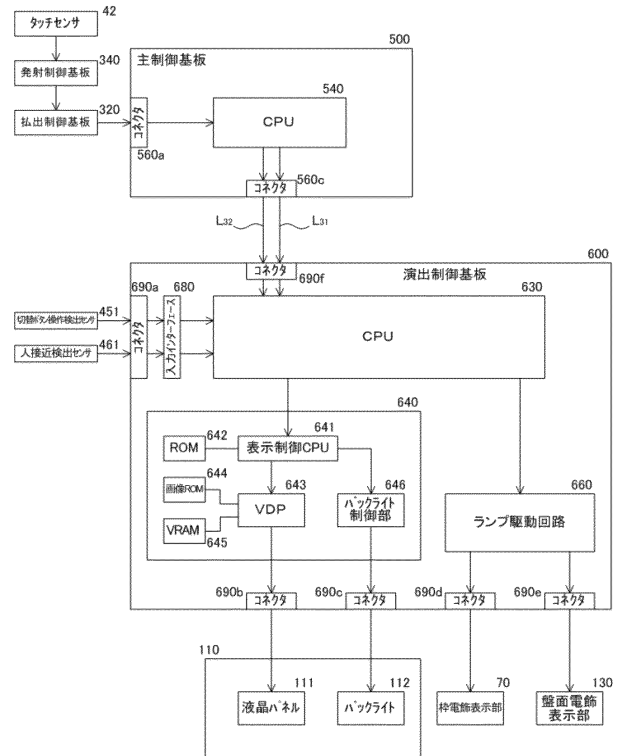 タッチセンサ
42
発射制御基板
340
払出制御基板
320
500
主制御基板
コネクタ
560a
540
CPU
コネクタ
560c
L32
L31
600
演出制御基板
コネクタ
690f
690a
680
630
切替ボタン操作検出センサ
451
人接近検出センサ
461
コネクタ
入力インターフェース
CPU
640
ROM
642
表示制御CPU
641
画像ROM
644
VDP
643
バックライト
制御部
646
VRAM
645
660
ランプ駆動回路
690b
コネクタ
690c
コネクタ
690d
コネクタ
690e
コネクタ
110
111
液晶パネル
112
バックライト
70
枠電飾表示部
130
盤面電飾
表示部